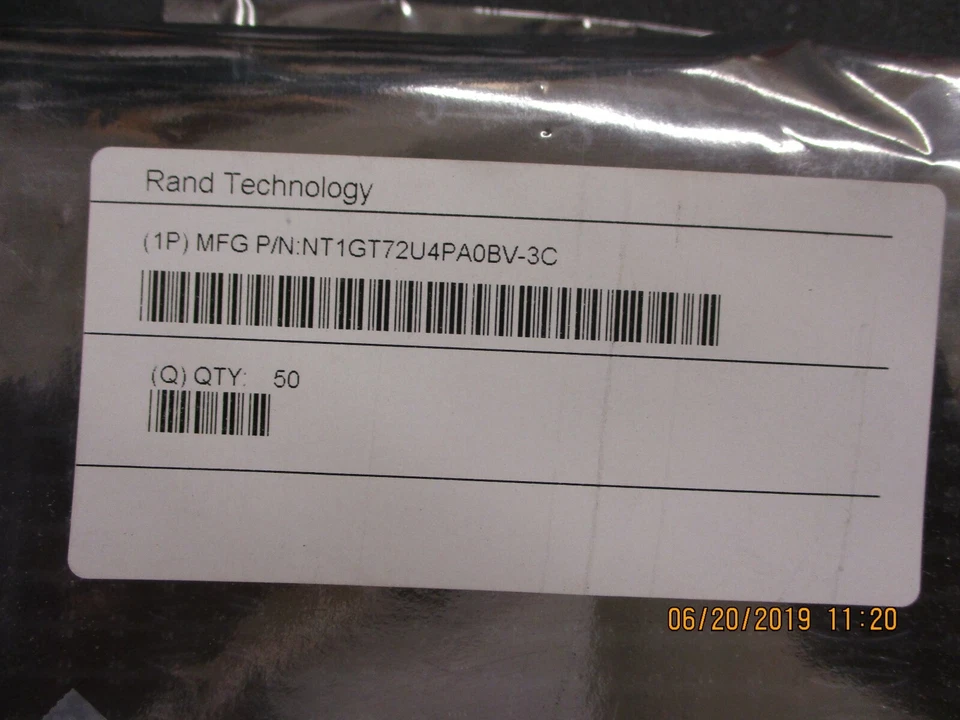 Rand Technology
(1P) MFG P/N:NT1GT72U4PA0BV-3C
(Q) QTY: 50
06/20/2019 11:20